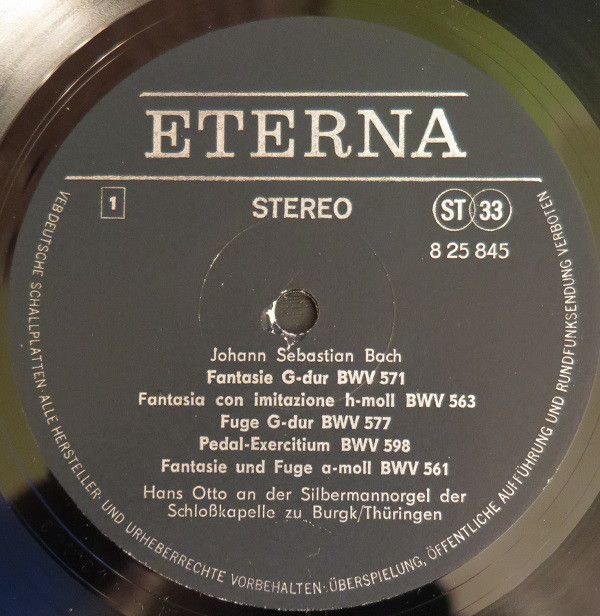 ETERNA
1
STEREO
ST 33
8 25 845
Johann Sebastian Bach
Fantasie G-dur BWV 571
Fantasia con imitazione h-moll BWV 563
Fuge G-dur BWV 577
Pedal-Exercitium BWV 598
Fantasie und Fuge a-moll BWV 561
Hans Otto an der Silbermannorgel der
Schloßkapelle zu Burgk/Thüringen
VEB DEUTSCHE SCHALLPLATTEN · ALLE HERSTELLER- UND URHEBERRECHTE VORBEHALTEN · ÜBERSPIELUNG, ÖFFENTLICHE AUFFÜHRUNG UND RUNDFUNKSENDUNG VERBOTEN